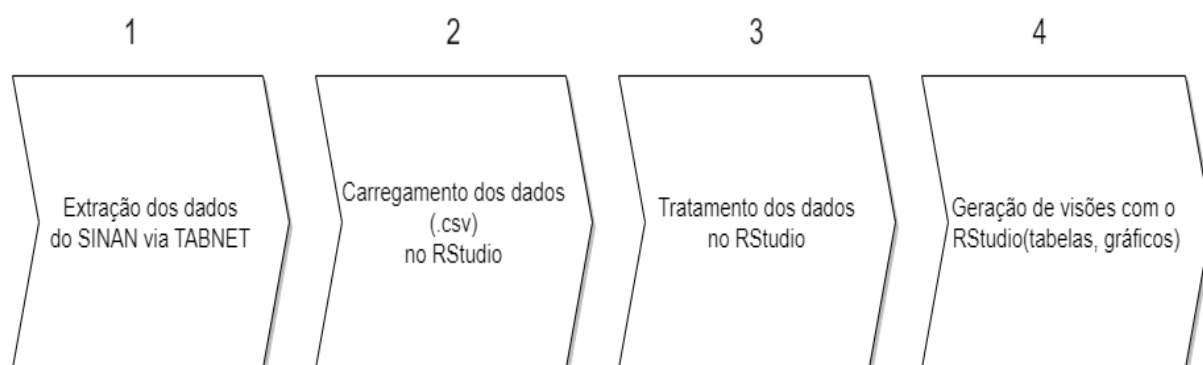 1
2
3
4
Extração dos dados
do SINAN via TABNET
Carregamento dos dados
(.csv)
no RStudio
Tratamento dos dados
no RStudio
Geração de visões com o
RStudio(tabelas, gráficos)